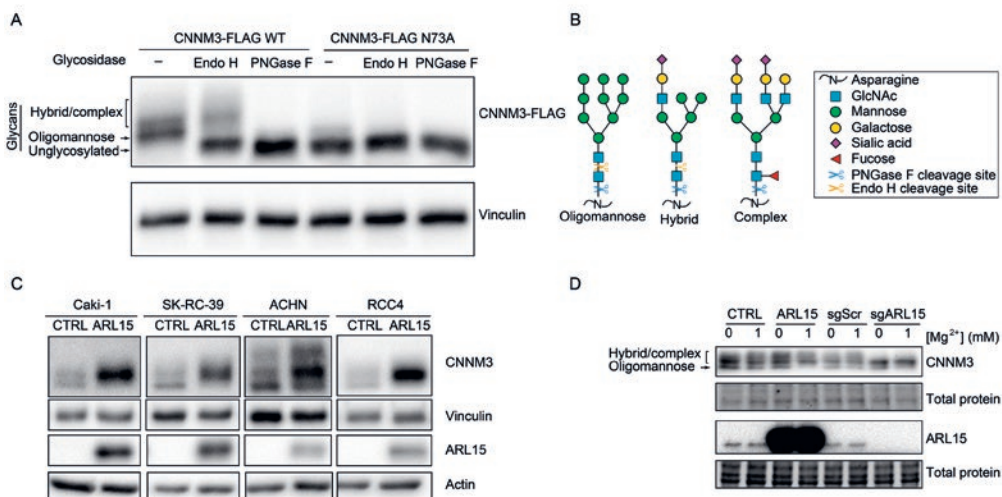 A
CNNM3-FLAG WT CNNM3-FLAG N73A
Glycosidase – Endo H PNGase F – Endo H PNGase F
Glycans
Hybrid/complex
Oligomannose
Unglycosylated
CNNM3-FLAG
Vinculin
B
N N N
Oligomannose Hybrid Complex
N Asparagine
GlcNAc
Mannose
Galactose
Sialic acid
Fucose
PNGase F cleavage site
Endo H cleavage site
C
Caki-1 SK-RC-39 ACHN RCC4
CTRL ARL15 CTRL ARL15 CTRL ARL15 CTRL ARL15
CNNM3
Vinculin
ARL15
Actin
D
CTRL ARL15 sgScr sgARL15
0 1 0 1 0 1 0 1 [Mg2+] (mM)
Hybrid/complex
Oligomannose
CNNM3
Total protein
ARL15
Total protein